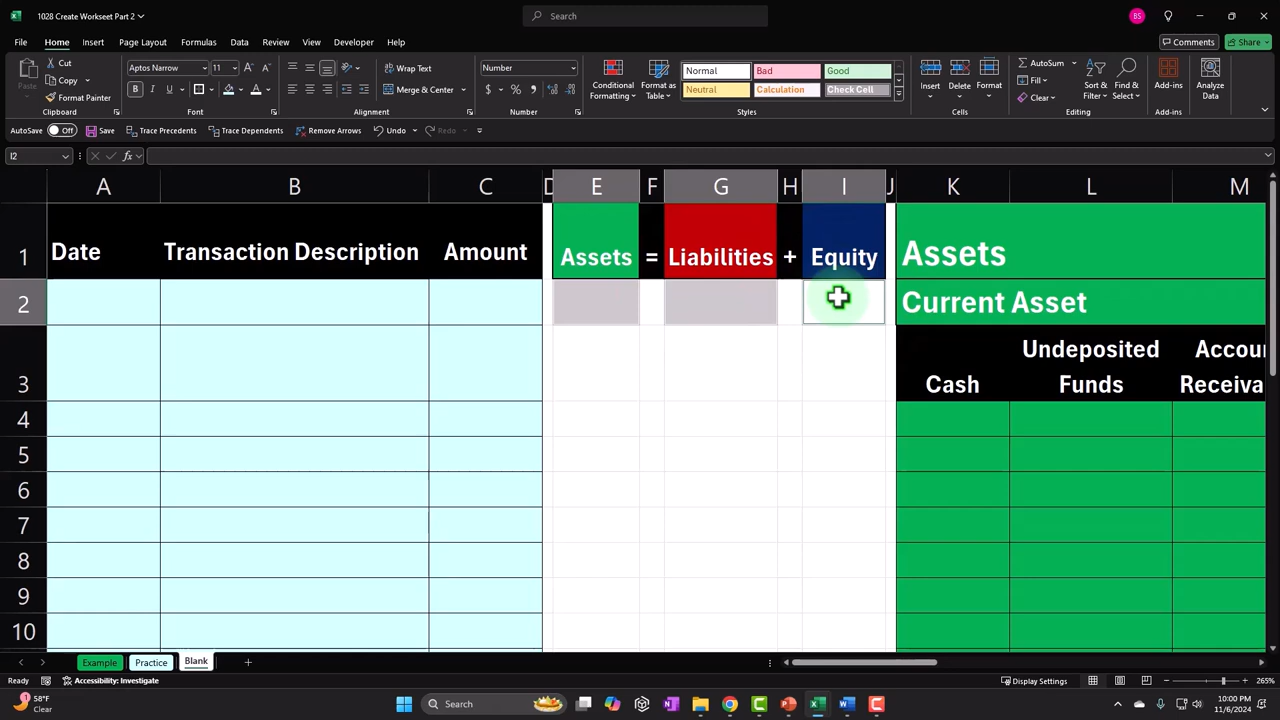 1028 Create Workseet Part 2
Search
BS
File Home Insert Page Layout Formulas Data Review View Developer Help
Comments Share
Cut
Copy
Paste
Format Painter
Clipboard
Aptos Narrow 11
Font
Wrap Text
Merge & Center
Alignment
Number
Number
Conditional Formatting
Format as Table
Normal Bad Good
Neutral Calculation Check Cell
Styles
Insert Delete Format
Cells
AutoSum
Fill
Clear
Sort & Filter
Find & Select
Editing
Add-ins
Add-ins
Analyze Data
AutoSave Off Save Trace Precedents Trace Dependents Remove Arrows Undo Redo
I2 fx
A B C D E F G H I J K L M
1 Date Transaction Description Amount Assets = Liabilities + Equity Assets
2 Current Asset
3 Cash Undeposited Funds Accou Receiva
4
5
6
7
8
9
10
Example Practice Blank
Ready Accessibility: Investigate Display Settings 265%
1
58°F
Clear
Search
10:00 PM
11/6/2024